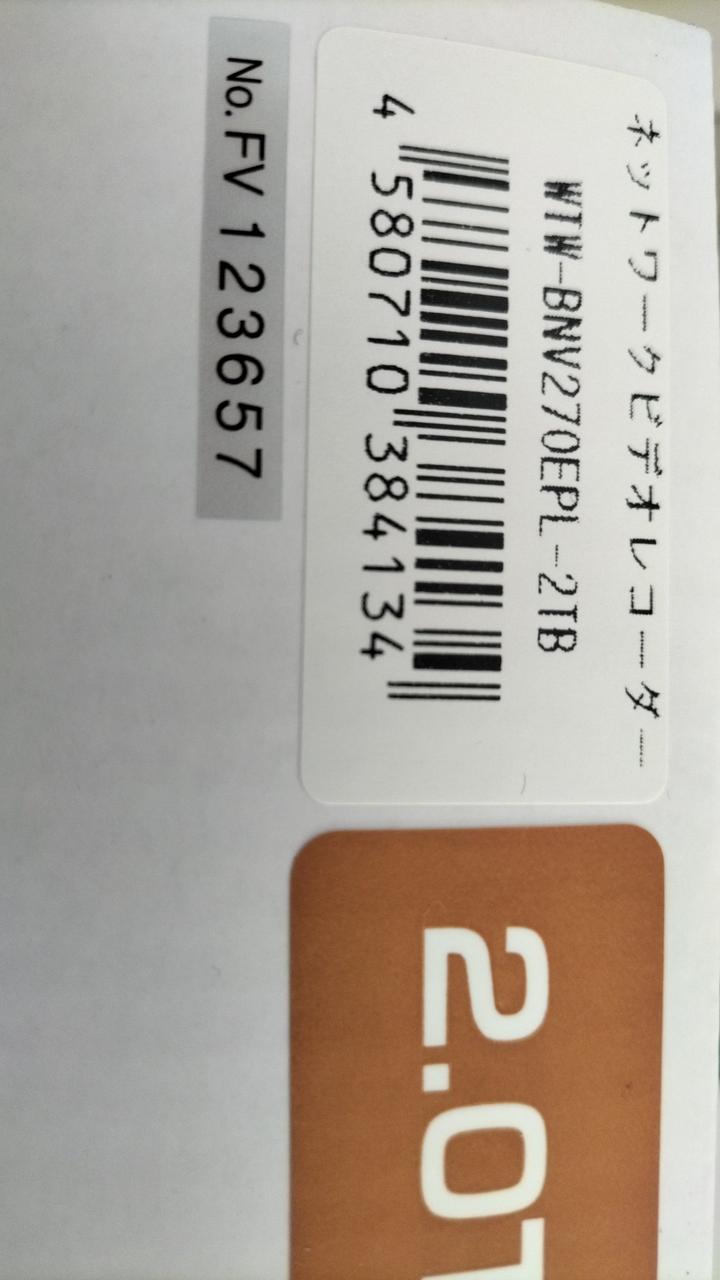 ネットワークビデオレコーダー
WTW-BNV270EPL-2TB
4 580710 384134
No. FV 123657
2.0T